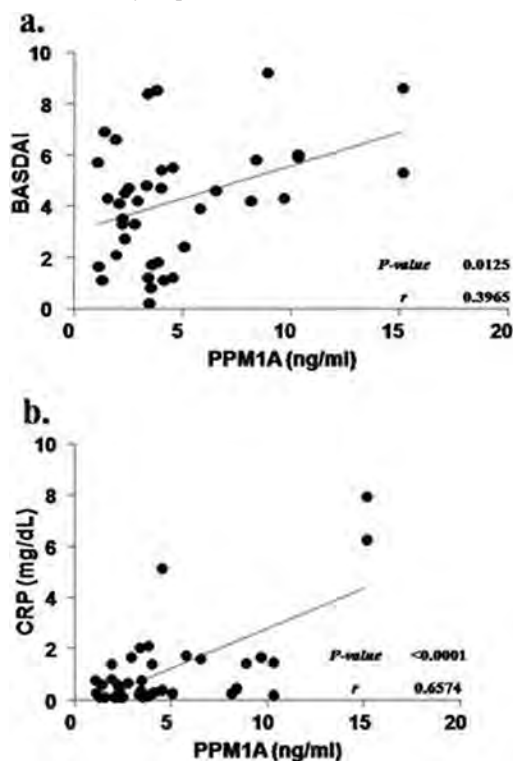 a.
10
8
6
4
2
0
BASDAI
P-value 0.0125
r 0.3965
0 5 10 15 20
PPM1A (ng/ml)
b.
10
8
6
4
2
0
CRP (mg/dL)
P-value <0.0001
r 0.6574
0 5 10 15 20
PPM1A (ng/ml)